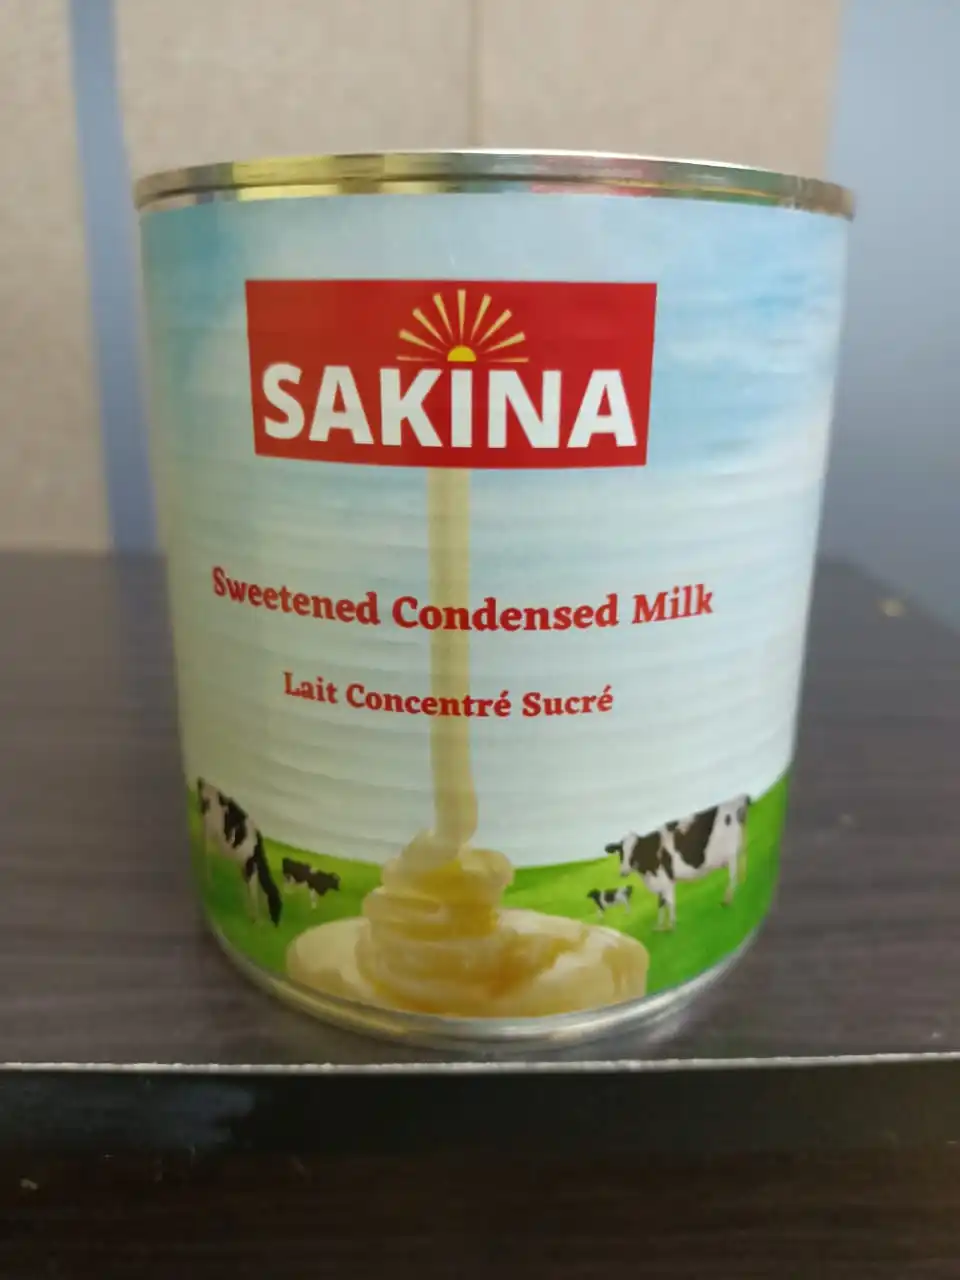 SAKINA
Sweetened Condensed Milk
Lait Concentré Sucré